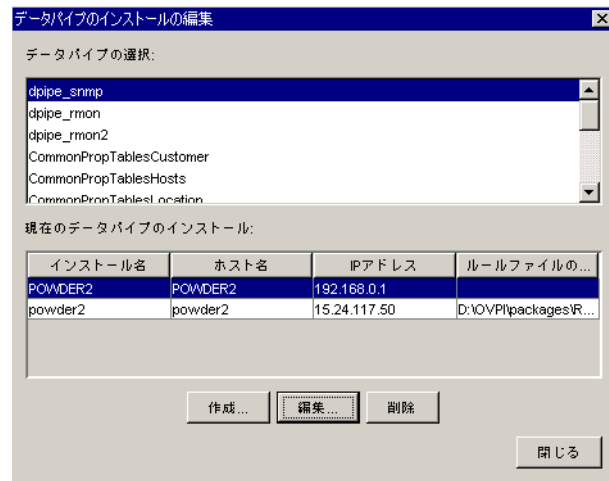 データパイプのインストールの編集
データパイプの選択:
dpipe_snmp
dpipe_rmon
dpipe_rmon2
CommonPropTablesCustomer
CommonPropTablesHosts
CommonPropTablesLocation
現在のデータパイプのインストール:
インストール名 ホスト名 IPアドレス ルールファイルの...
POWDER2 POWDER2 192.168.0.1
powder2 powder2 15.24.117.50 D:\OVPI\packages\R...
作成... 編集... 削除
閉じる